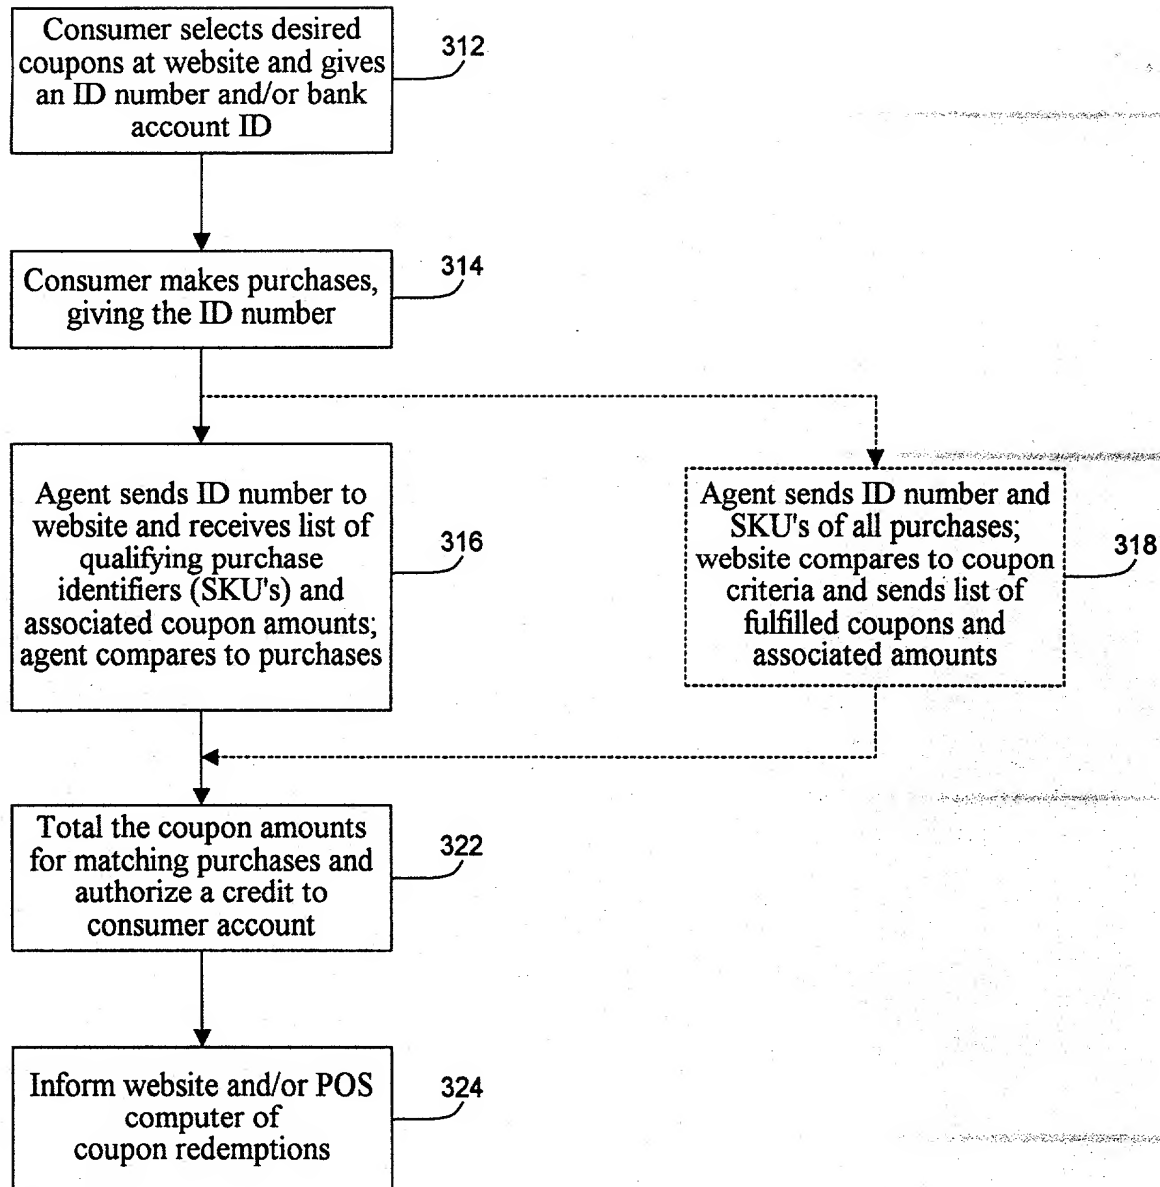 Consumer selects desired
coupons at website and gives
an ID number and/or bank
account ID
312
Consumer makes purchases,
giving the ID number
314
Agent sends ID number to
website and receives list of
qualifying purchase
identifiers (SKU's) and
associated coupon amounts;
agent compares to purchases
316
Agent sends ID number and
SKU's of all purchases;
website compares to coupon
criteria and sends list of
fulfilled coupons and
associated amounts
318
Total the coupon amounts
for matching purchases and
authorize a credit to
consumer account
322
Inform website and/or POS
computer of
coupon redemptions
324